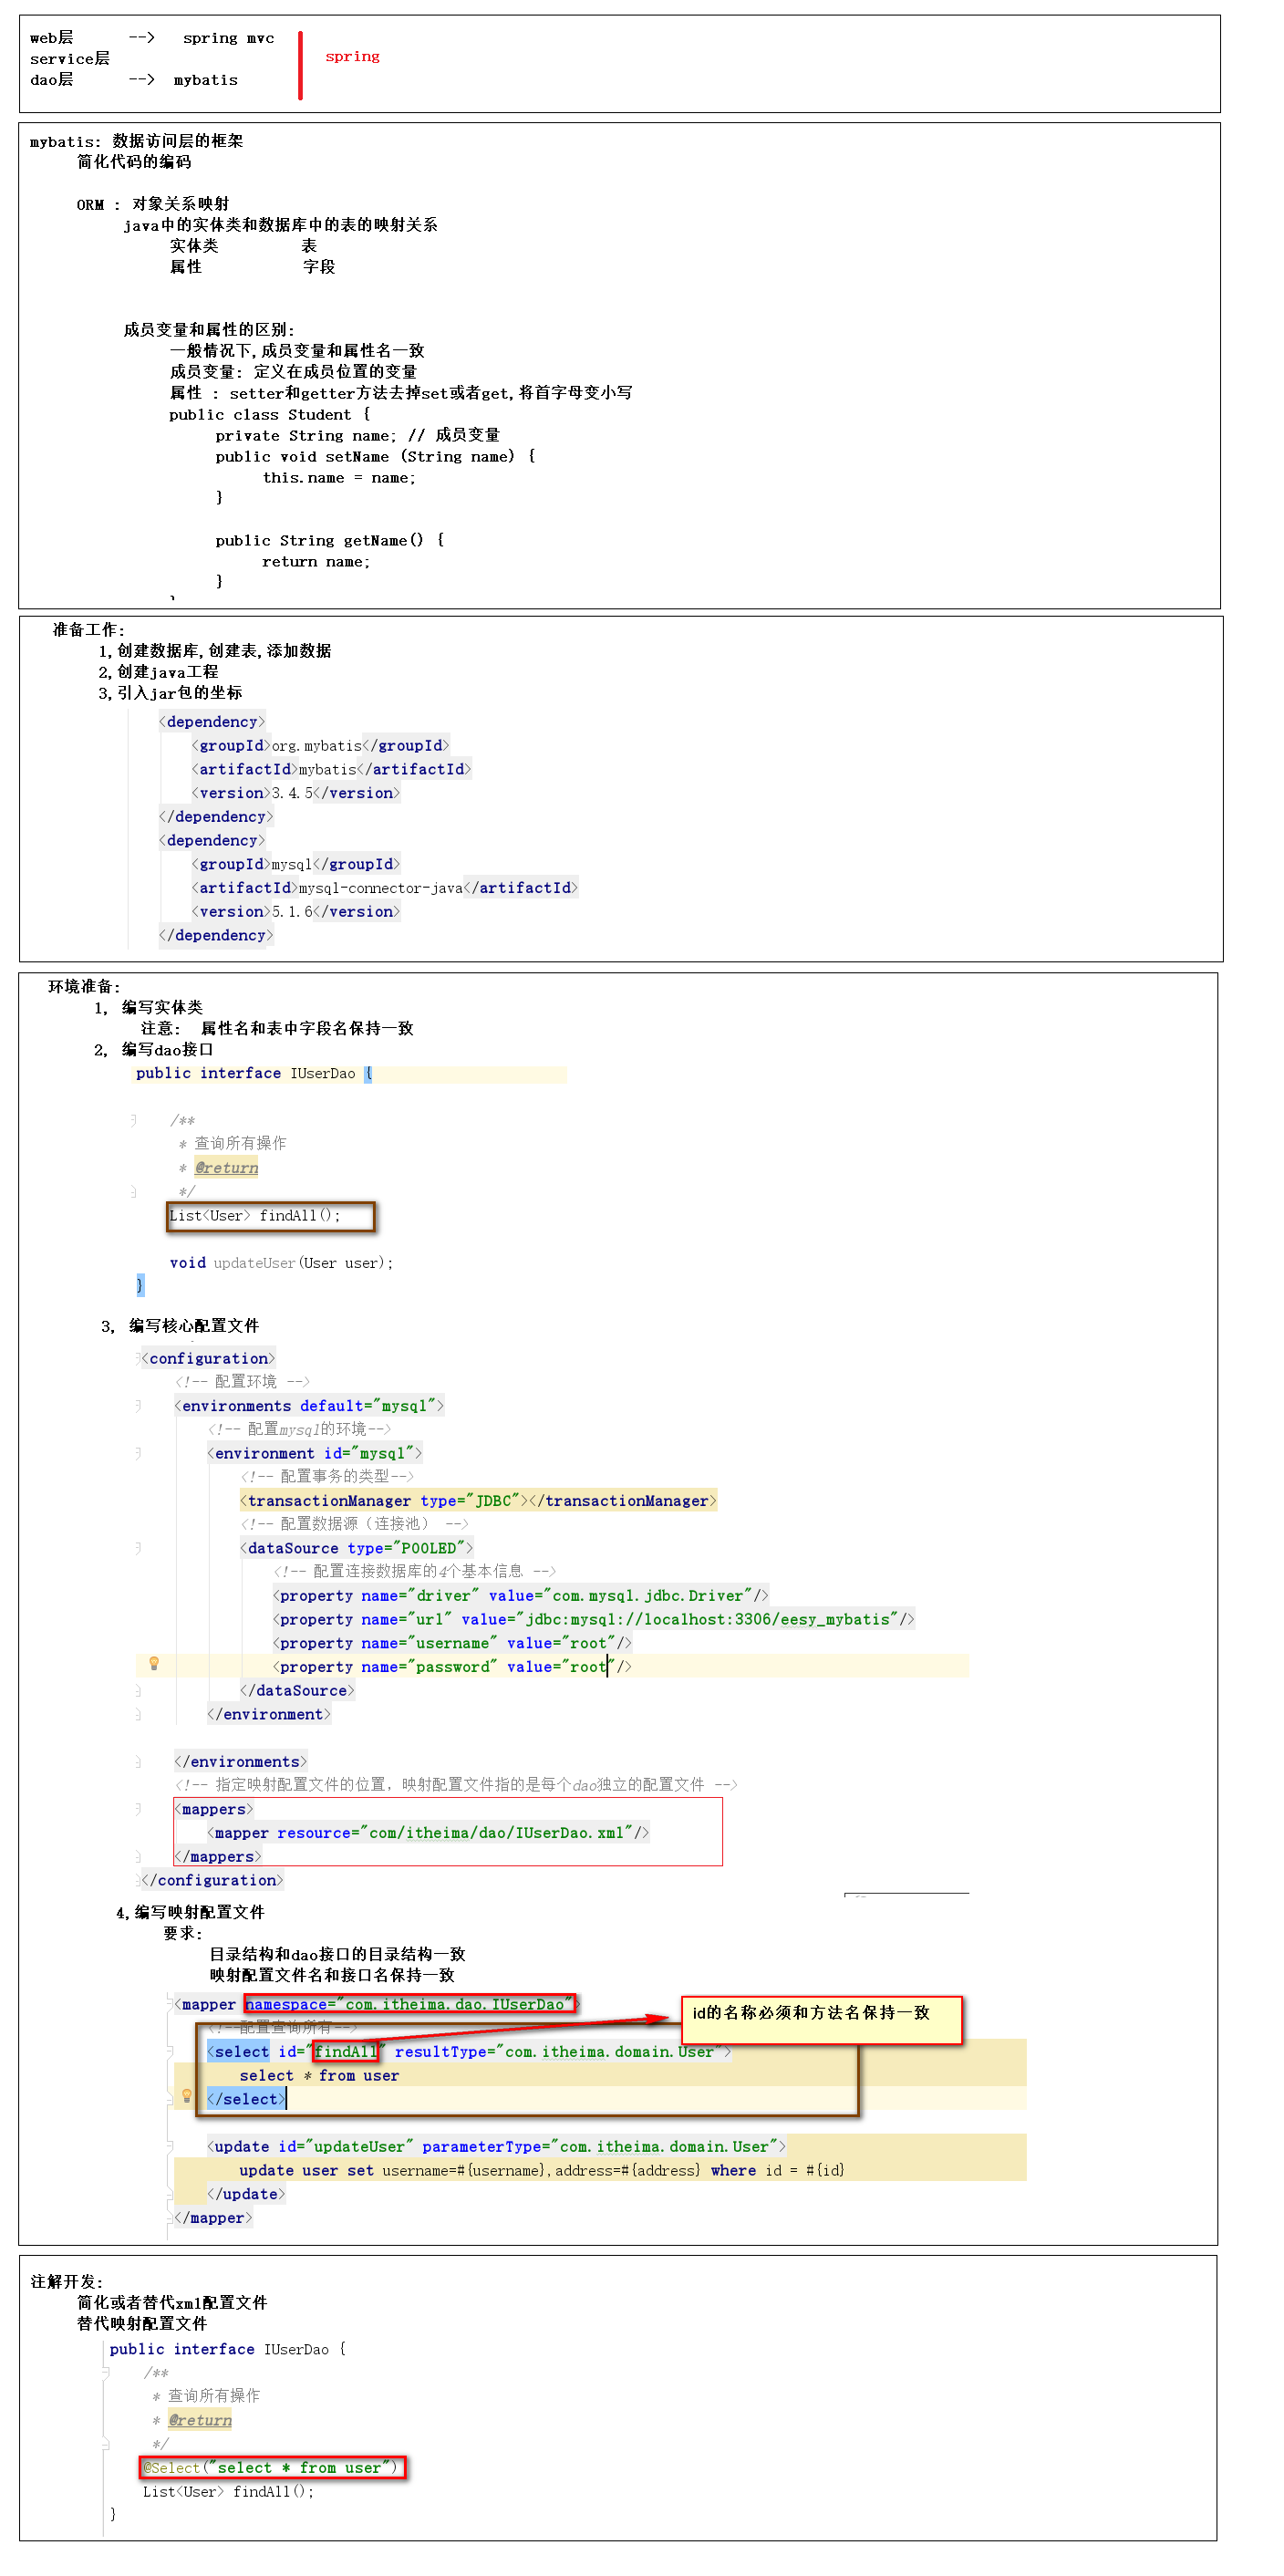 web层 --> spring mvc
spring
service层
dao层 --> mybatis
mybatis: 数据访问层的框架
简化代码的编码
ORM : 对象关系映射
java中的实体类和数据库中的表的映射关系
实体类 表
属性 字段
成员变量和属性的区别:
一般情况下,成员变量和属性名一致
成员变量: 定义在成员位置的变量
属性 : setter和getter方法去掉set或者get,将首字母变小写
public class Student {
private String name; // 成员变量
public void setName (String name) {
this.name = name;
}
public String getName() {
return name;
}
准备工作:
1,创建数据库,创建表,添加数据
2,创建java工程
3,引入jar包的坐标
<dependency>
<groupId>org.mybatis</groupId>
<artifactId>mybatis</artifactId>
<version>3.4.5</version>
</dependency>
<dependency>
<groupId>mysql</groupId>
<artifactId>mysql-connector-java</artifactId>
<version>5.1.6</version>
</dependency>
环境准备:
1, 编写实体类
注意: 属性名和表中字段名保持一致
2, 编写dao接口
public interface IUserDao {
/**
* 查询所有操作
* @return
*/
List<User> findAll();
void updateUser(User user);
}
3, 编写核心配置文件
<configuration>
<!-- 配置环境 -->
<environments default="mysql">
<!-- 配置mysql的环境-->
<environment id="mysql">
<!-- 配置事务的类型-->
<transactionManager type="JDBC"></transactionManager>
<!-- 配置数据源（连接池） -->
<dataSource type="POOLED">
<!-- 配置连接数据库的4个基本信息 -->
<property name="driver" value="com.mysql.jdbc.Driver"/>
<property name="url" value="jdbc:mysql://localhost:3306/eesy_mybatis"/>
<property name="username" value="root"/>
<property name="password" value="root"/>
</dataSource>
</environment>
</environments>
<!-- 指定映射配置文件的位置，映射配置文件指的是每个dao独立的配置文件 -->
<mappers>
<mapper resource="com/itheima/dao/IUserDao.xml"/>
</mappers>
</configuration>
4,编写映射配置文件
要求:
目录结构和dao接口的目录结构一致
映射配置文件名和接口名保持一致
<mapper namespace="com.itheima.dao.IUserDao">
id的名称必须和方法名保持一致
<!--配置查询所有-->
<select id="findAll" resultType="com.itheima.domain.User">
select * from user
</select>
<update id="updateUser" parameterType="com.itheima.domain.User">
update user set username=#{username},address=#{address} where id = #{id}
</update>
</mapper>
注解开发:
简化或者替代xml配置文件
替代映射配置文件
public interface IUserDao {
/**
* 查询所有操作
* @return
*/
@Select("select * from user")
List<User> findAll();
}